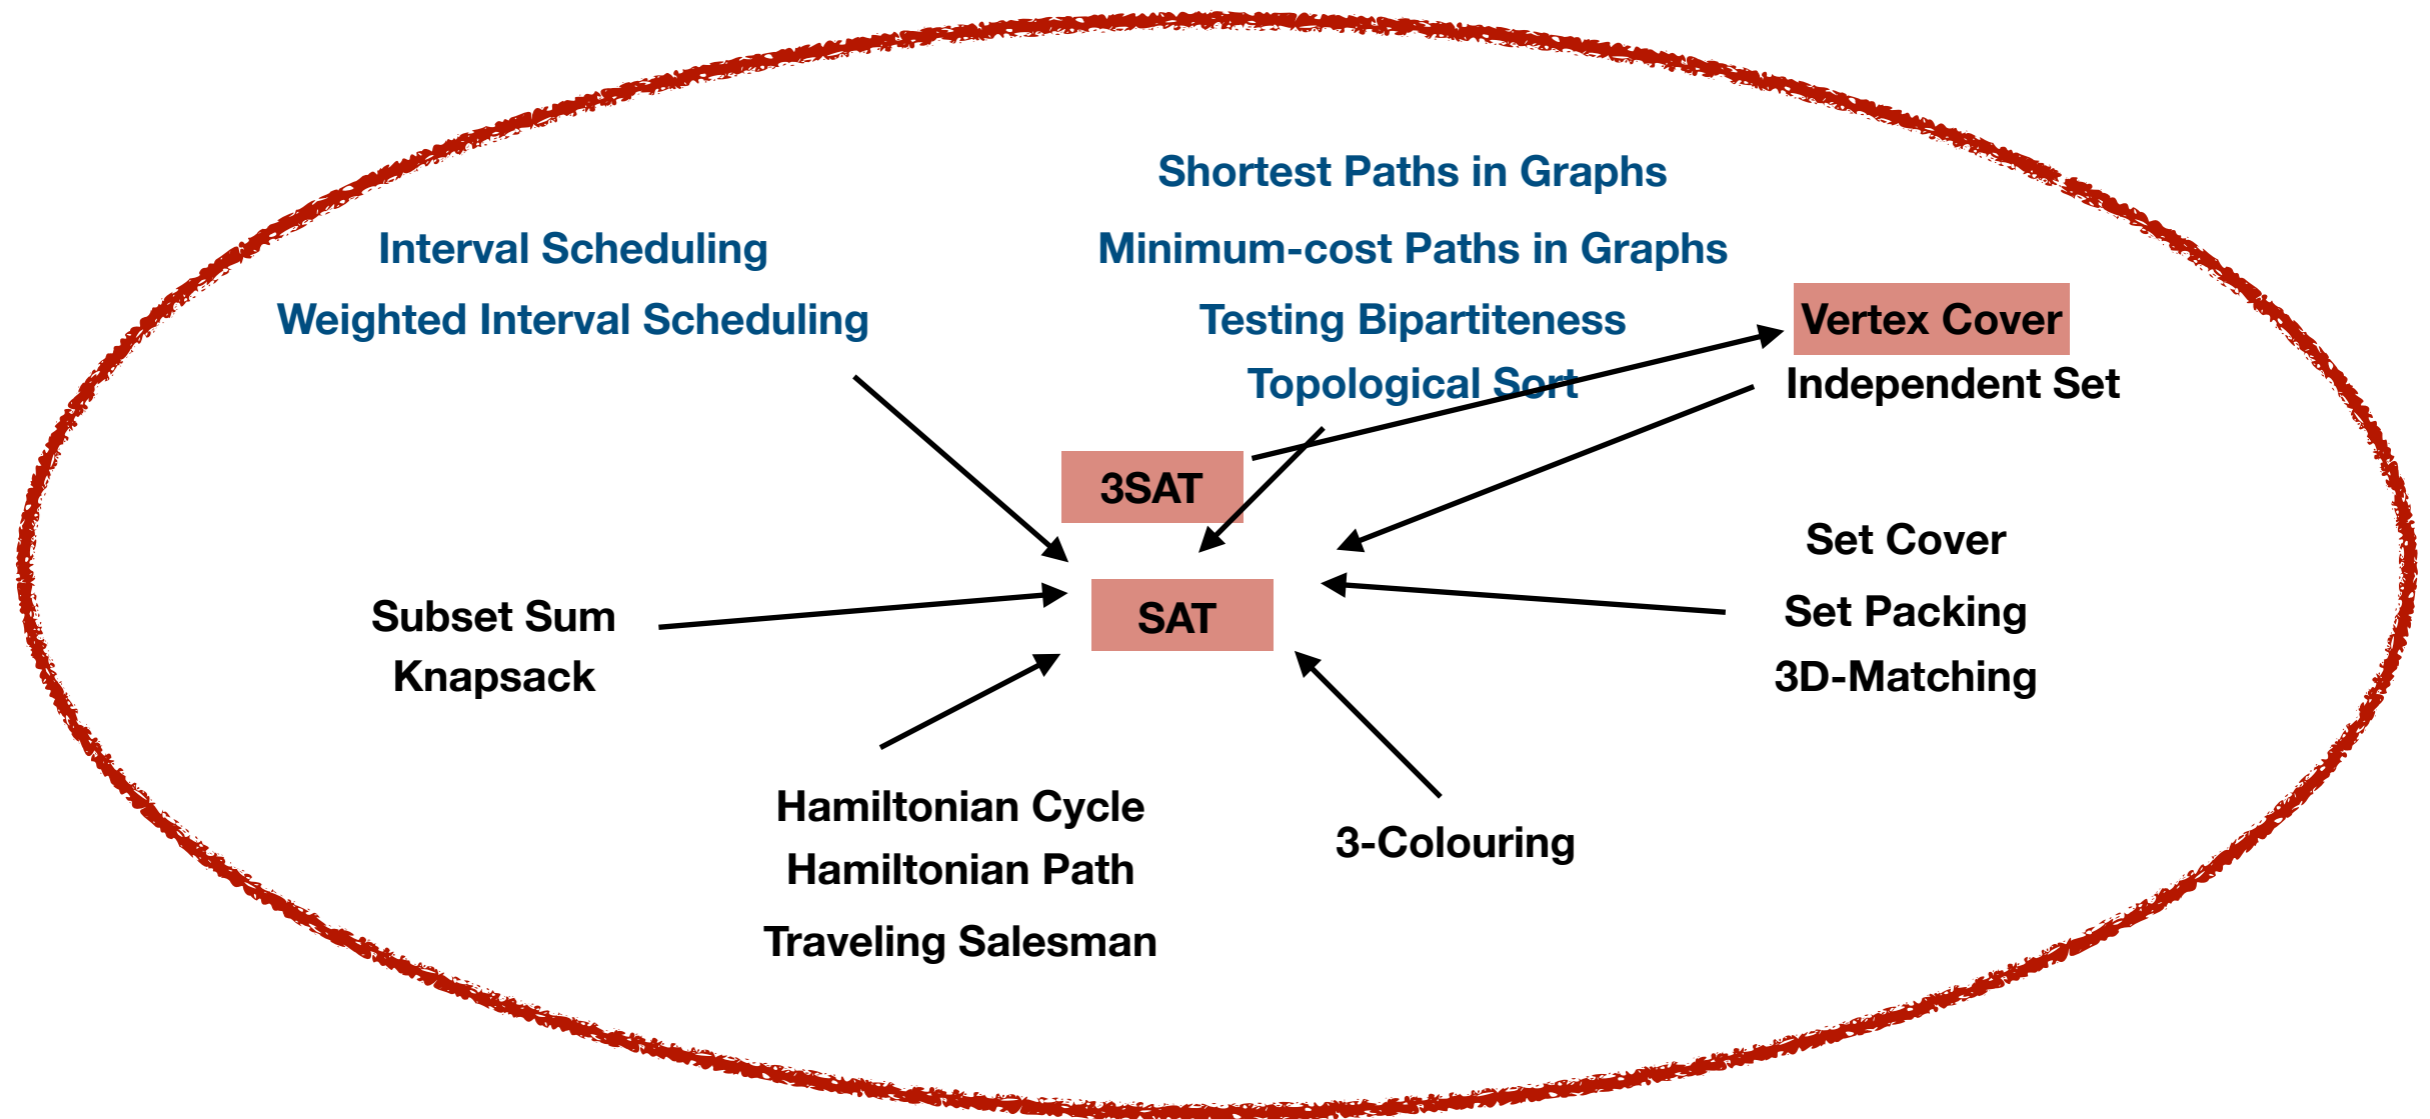 Shortest Paths in Graphs
Interval Scheduling
Minimum-cost Paths in Graphs
Weighted Interval Scheduling
Testing Bipartiteness
Vertex Cover
Topological Sort
Independent Set
3SAT
Set Cover
SAT
Subset Sum
Set Packing
Knapsack
3D-Matching
Hamiltonian Cycle
3-Colouring
Hamiltonian Path
Traveling Salesman